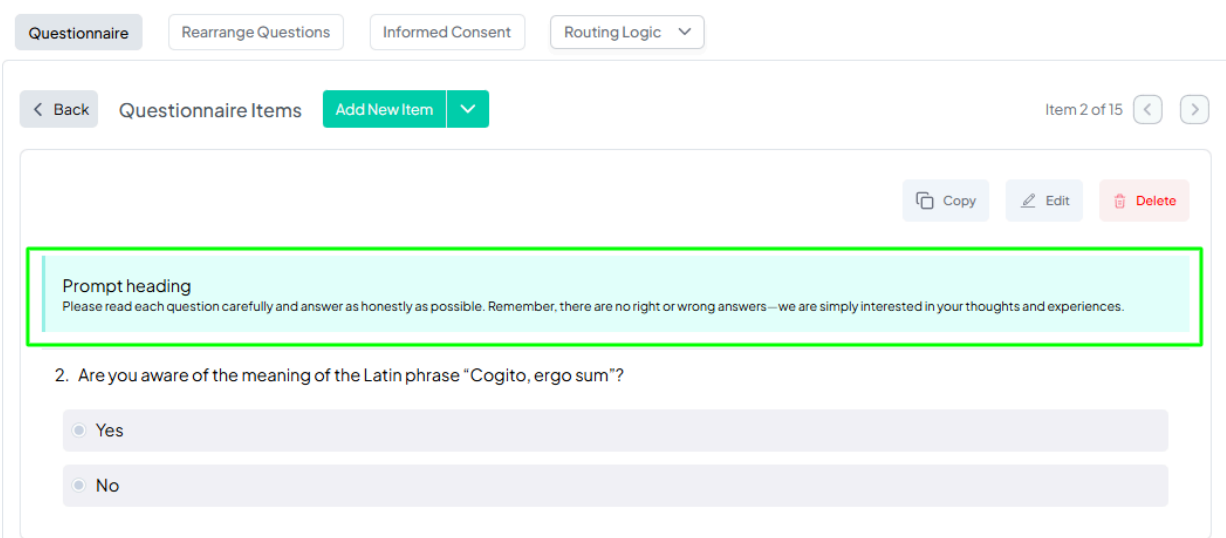 Questionnaire Rearrange Questions Informed Consent Routing Logic
Back Questionnaire Items Add New Item Item 2 of 15
Copy Edit Delete
Prompt heading
Please read each question carefully and answer as honestly as possible. Remember, there are no right or wrong answers—we are simply interested in your thoughts and experiences.
2. Are you aware of the meaning of the Latin phrase “Cogito, ergo sum”?
Yes
No